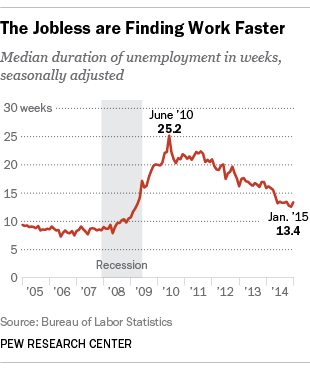 The Jobless are Finding Work Faster
Median duration of unemployment in weeks,
seasonally adjusted
30 weeks
25
20
15
10
5
0
June '10
25.2
Jan. '15
13.4
Recession
'05 '06 '07 '08 '09 '10 '11 '12 '13 '14
Source: Bureau of Labor Statistics
PEW RESEARCH CENTER